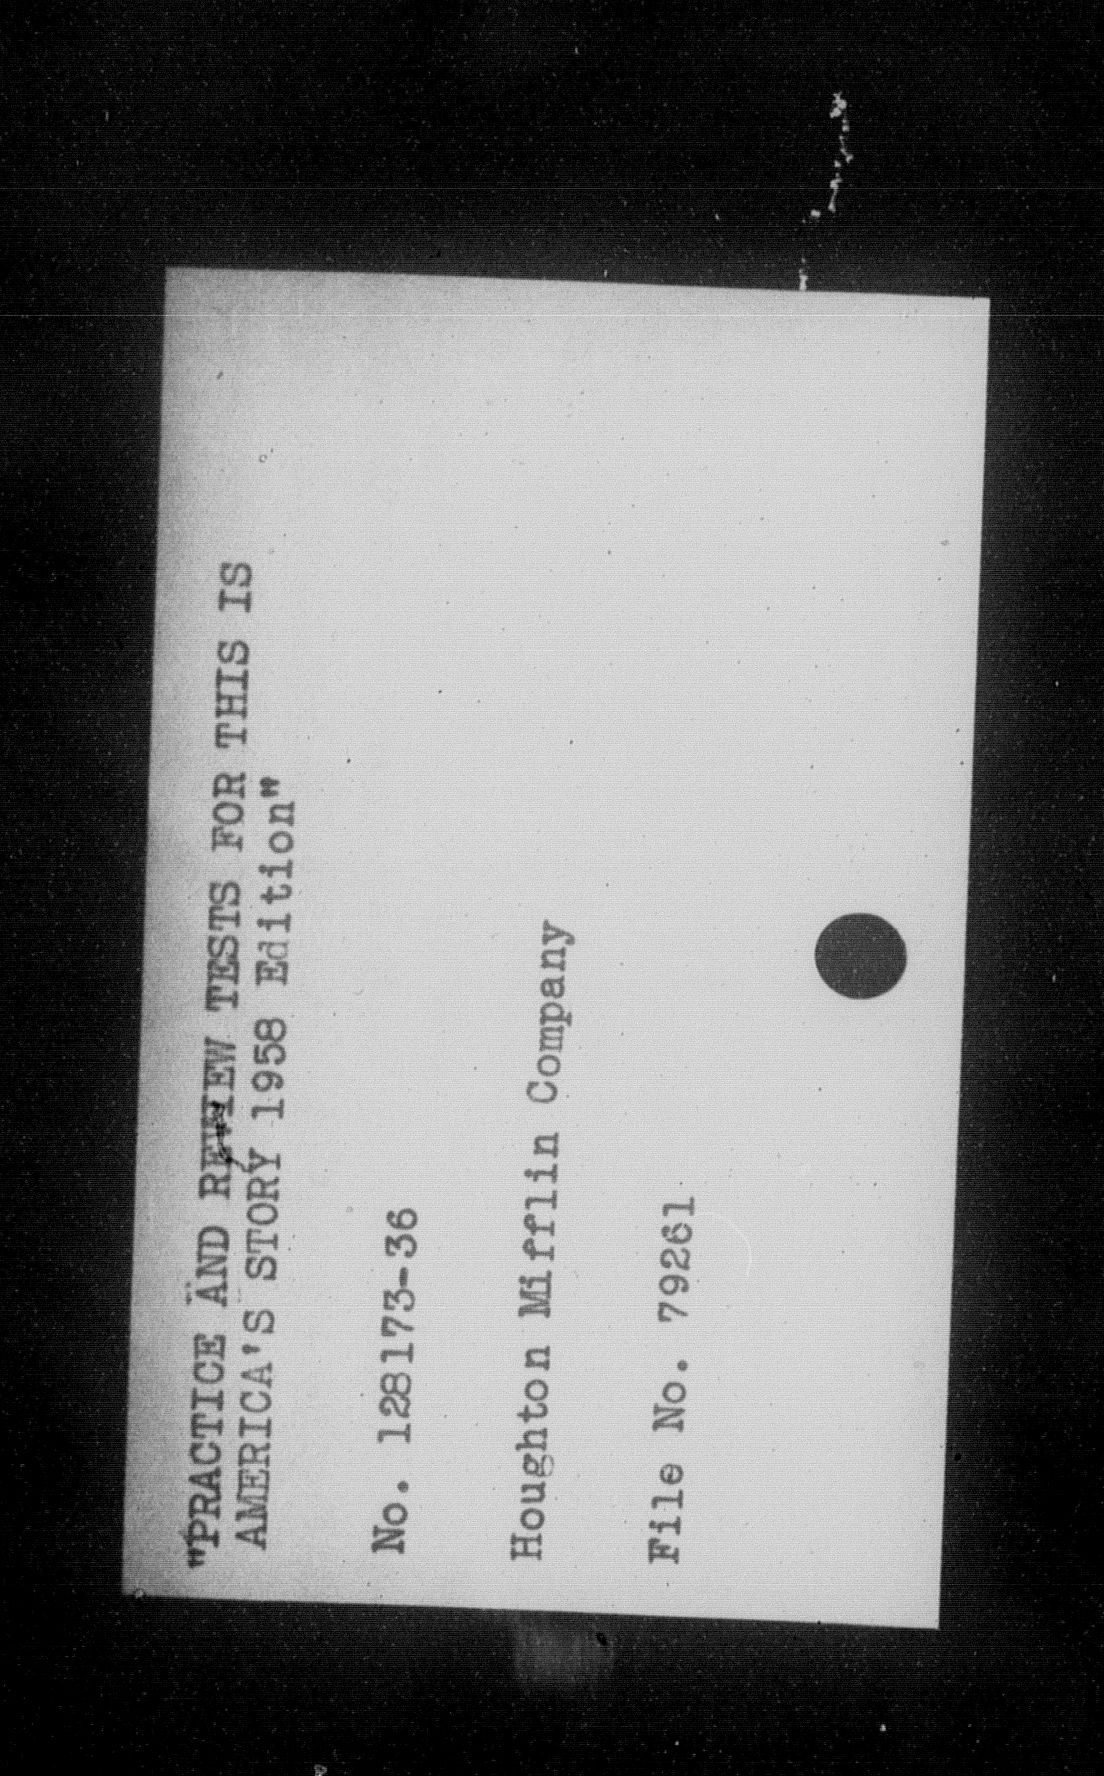 "PRACTICE AND REVIEW TESTS FOR THIS IS
AMERICA'S STORY 1958 Edition"
No. 128173-36
Houghton Mifflin Company
File No. 79261